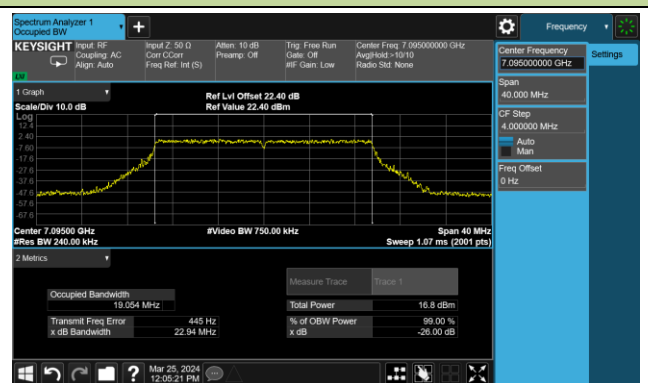 Spectrum Analyzer 1
Occupied BW
Frequency
KEYSIGHT
Input: RF
Coupling: AC
Align: Auto
Input Z: 50 Ω
Corr CCorr
Freq Ref: Int (S)
Atten: 10 dB
Preamp: Off
Trig: Free Run
Gate: Off
#IF Gain: Low
Center Freq: 7.095000000 GHz
Avg|Hold:>10/10
Radio Std: None
LW
Center Frequency
7.095000000 GHz
Settings
Span
40.000 MHz
CF Step
4.000000 MHz
Auto
Man
Freq Offset
0 Hz
1 Graph
Scale/Div 10.0 dB
Ref Lvl Offset 22.40 dB
Ref Value 22.40 dBm
Log
12.4
2.40
-7.60
-17.6
-27.6
-37.6
-47.6
-57.6
-67.6
Center 7.09500 GHz
#Res BW 240.00 kHz
#Video BW 750.00 kHz
Span 40 MHz
Sweep 1.07 ms (2001 pts)
2 Metrics
Measure Trace
Trace 1
Occupied Bandwidth
19.054 MHz
Total Power
16.8 dBm
Transmit Freq Error
445 Hz
% of OBW Power
99.00 %
x dB Bandwidth
22.94 MHz
x dB
-26.00 dB
?
Mar 25, 2024
12:05:21 PM